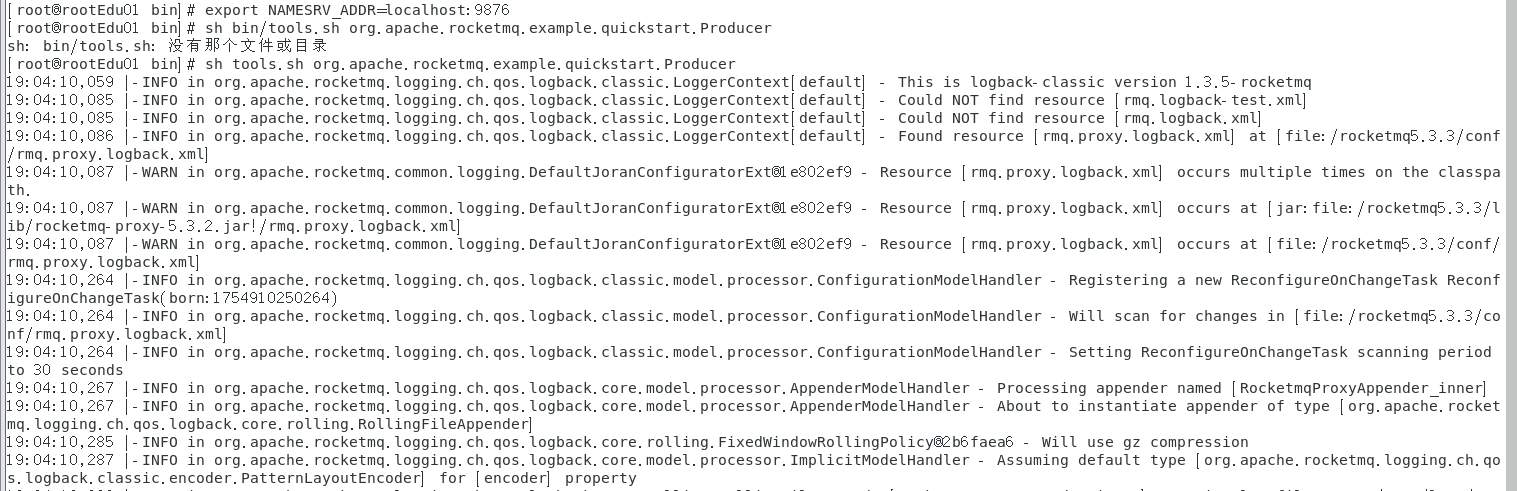 [root@rootEdu01 bin]# export NAMESRV_ADDR=localhost:9876
[root@rootEdu01 bin]# sh bin/tools.sh org.apache.rocketmq.example.quickstart.Producer
sh: bin/tools.sh: 没有那个文件或目录
[root@rootEdu01 bin]# sh tools.sh org.apache.rocketmq.example.quickstart.Producer
19:04:10,059 |-INFO in org.apache.rocketmq.logging.ch.qos.logback.classic.LoggerContext[default] - This is logback-classic version 1.3.5-rocketmq
19:04:10,085 |-INFO in org.apache.rocketmq.logging.ch.qos.logback.classic.LoggerContext[default] - Could NOT find resource [rmq.logback-test.xml]
19:04:10,085 |-INFO in org.apache.rocketmq.logging.ch.qos.logback.classic.LoggerContext[default] - Could NOT find resource [rmq.logback.xml]
19:04:10,086 |-INFO in org.apache.rocketmq.logging.ch.qos.logback.classic.LoggerContext[default] - Found resource [rmq.proxy.logback.xml] at [file:/rocketmq5.3.3/conf
/rmq.proxy.logback.xml]
19:04:10,087 |-WARN in org.apache.rocketmq.common.logging.DefaultJoranConfiguratorExt@1e802ef9 - Resource [rmq.proxy.logback.xml] occurs multiple times on the classpa
th.
19:04:10,087 |-WARN in org.apache.rocketmq.common.logging.DefaultJoranConfiguratorExt@1e802ef9 - Resource [rmq.proxy.logback.xml] occurs at [jar:file:/rocketmq5.3.3/l
ib/rocketmq-proxy-5.3.2.jar!/rmq.proxy.logback.xml]
19:04:10,087 |-WARN in org.apache.rocketmq.common.logging.DefaultJoranConfiguratorExt@1e802ef9 - Resource [rmq.proxy.logback.xml] occurs at [file:/rocketmq5.3.3/conf/
rmq.proxy.logback.xml]
19:04:10,264 |-INFO in org.apache.rocketmq.logging.ch.qos.logback.classic.model.processor.ConfigurationModelHandler - Registering a new ReconfigureOnChangeTask Reconf
igureOnChangeTask(born:1754910250264)
19:04:10,264 |-INFO in org.apache.rocketmq.logging.ch.qos.logback.classic.model.processor.ConfigurationModelHandler - Will scan for changes in [file:/rocketmq5.3.3/co
nf/rmq.proxy.logback.xml]
19:04:10,264 |-INFO in org.apache.rocketmq.logging.ch.qos.logback.classic.model.processor.ConfigurationModelHandler - Setting ReconfigureOnChangeTask scanning period
to 30 seconds
19:04:10,267 |-INFO in org.apache.rocketmq.logging.ch.qos.logback.core.model.processor.AppenderModelHandler - Processing appender named [RocketmqProxyAppender_inner]
19:04:10,267 |-INFO in org.apache.rocketmq.logging.ch.qos.logback.core.model.processor.AppenderModelHandler - About to instantiate appender of type [org.apache.rocket
mq.logging.ch.qos.logback.core.rolling.RollingFileAppender]
19:04:10,285 |-INFO in org.apache.rocketmq.logging.ch.qos.logback.core.rolling.FixedWindowRollingPolicy@2b6faea6 - Will use gz compression
19:04:10,287 |-INFO in org.apache.rocketmq.logging.ch.qos.logback.core.model.processor.ImplicitModelHandler - Assuming default type [org.apache.rocketmq.logging.ch.qo
s.logback.classic.encoder.PatternLayoutEncoder] for [encoder] property